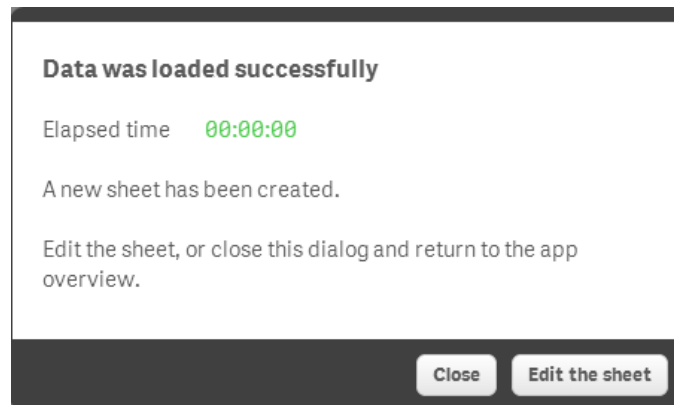 Data was loaded successfully
Elapsed time 00:00:00
A new sheet has been created.
Edit the sheet, or close this dialog and return to the app
overview.
Close Edit the sheet